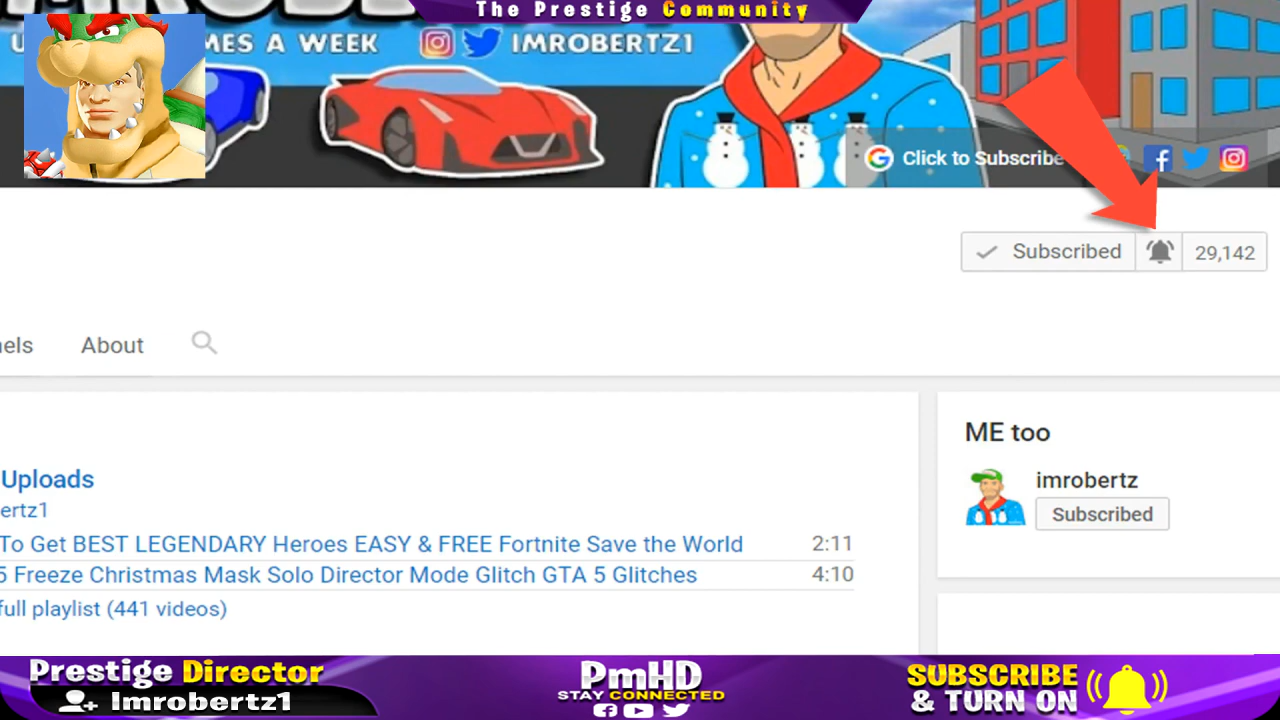 The Prestige Community
MES A WEEK
IMROBERTZ1
Click to Subscribe
Subscribed
29,142
About
ME too
imrobertz
Subscribed
Uploads
ertz1
To Get BEST LEGENDARY Heroes EASY & FREE Fortnite Save the World 2:11
5 Freeze Christmas Mask Solo Director Mode Glitch GTA 5 Glitches 4:10
full playlist (441 videos)
Prestige Director
Imrobertz1
PmHD
STAY CONNECTED
SUBSCRIBE
& TURN ON